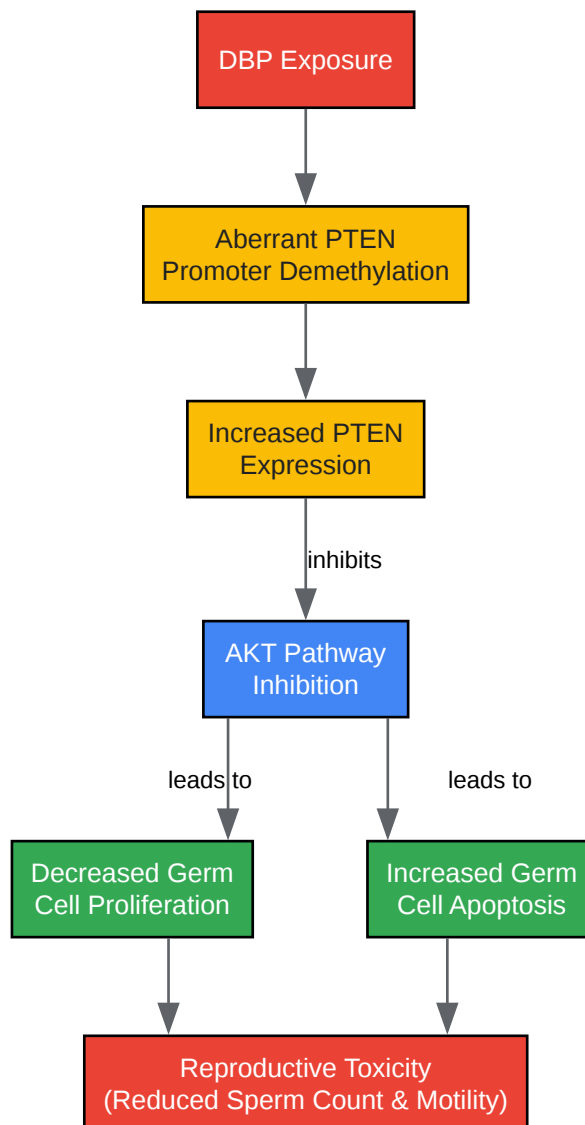 DBP Exposure
Aberrant PTEN
Promoter Demethylation
Increased PTEN
Expression
inhibits
AKT Pathway
Inhibition
leads to
leads to
Decreased Germ
Cell Proliferation
Increased Germ
Cell Apoptosis
Reproductive Toxicity
(Reduced Sperm Count & Motility)